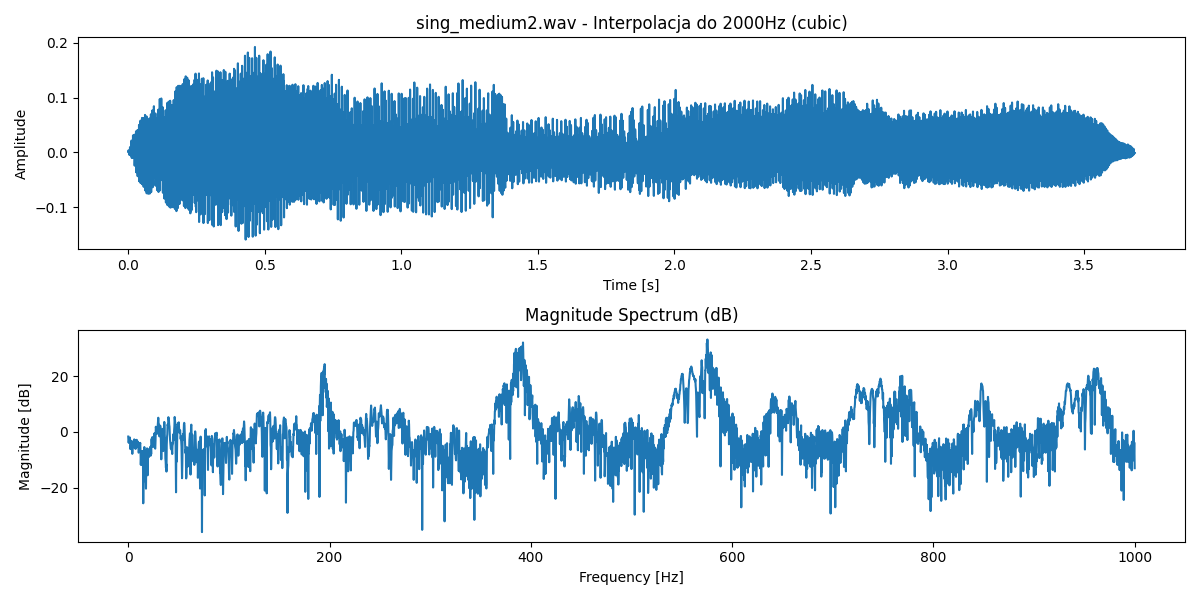 sing_medium2.wav - Interpolacja do 2000Hz (cubic)
0.2
0.1
0.0
−0.1
Amplitude
0.0 0.5 1.0 1.5 2.0 2.5 3.0 3.5
Time [s]
Magnitude Spectrum (dB)
20
0
−20
Magnitude [dB]
0 200 400 600 800 1000
Frequency [Hz]